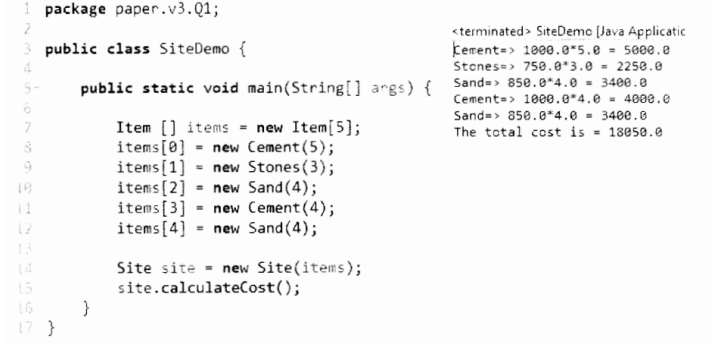 1 package paper.v3.Q1;
2
3 public class SiteDemo {
4
5- public static void main(String[] args) {
6
7 Item [] items = new Item[5];
8 items[0] = new Cement(5);
9 items[1] = new Stones(3);
10 items[2] = new Sand(4);
11 items[3] = new Cement(4);
12 items[4] = new Sand(4);
13
14 Site site = new Site(items);
15 site.calculateCost();
16 }
17 }
<terminated> SiteDemo [Java Applicatic
Cement=> 1000.0*5.0 = 5000.0
Stones=> 750.0*3.0 = 2250.0
Sand=> 850.0*4.0 = 3400.0
Cement=> 1000.0*4.0 = 4000.0
Sand=> 850.0*4.0 = 3400.0
The total cost is = 18050.0